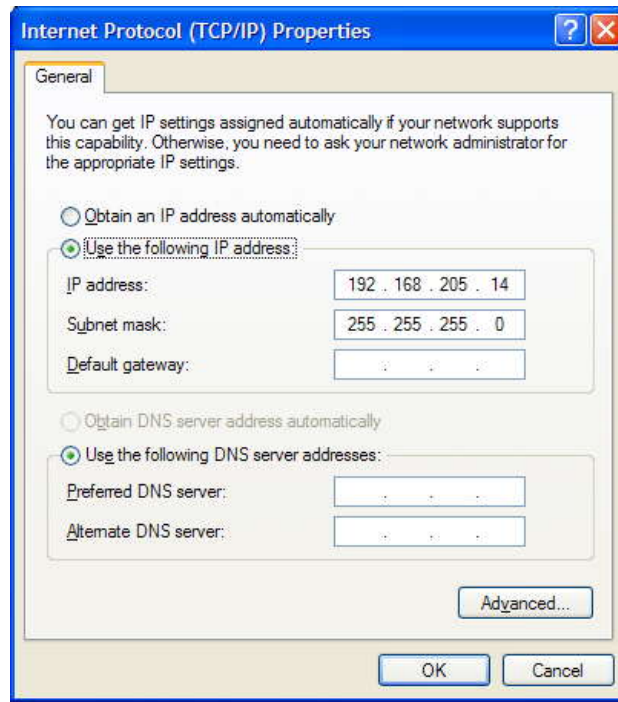 Internet Protocol (TCP/IP) Properties
General
You can get IP settings assigned automatically if your network supports
this capability. Otherwise, you need to ask your network administrator for
the appropriate IP settings.
Obtain an IP address automatically
Use the following IP address:
IP address: 192 . 168 . 205 . 14
Subnet mask: 255 . 255 . 255 . 0
Default gateway: . . .
Obtain DNS server address automatically
Use the following DNS server addresses:
Preferred DNS server: . . .
Alternate DNS server: . . .
Advanced...
OK Cancel